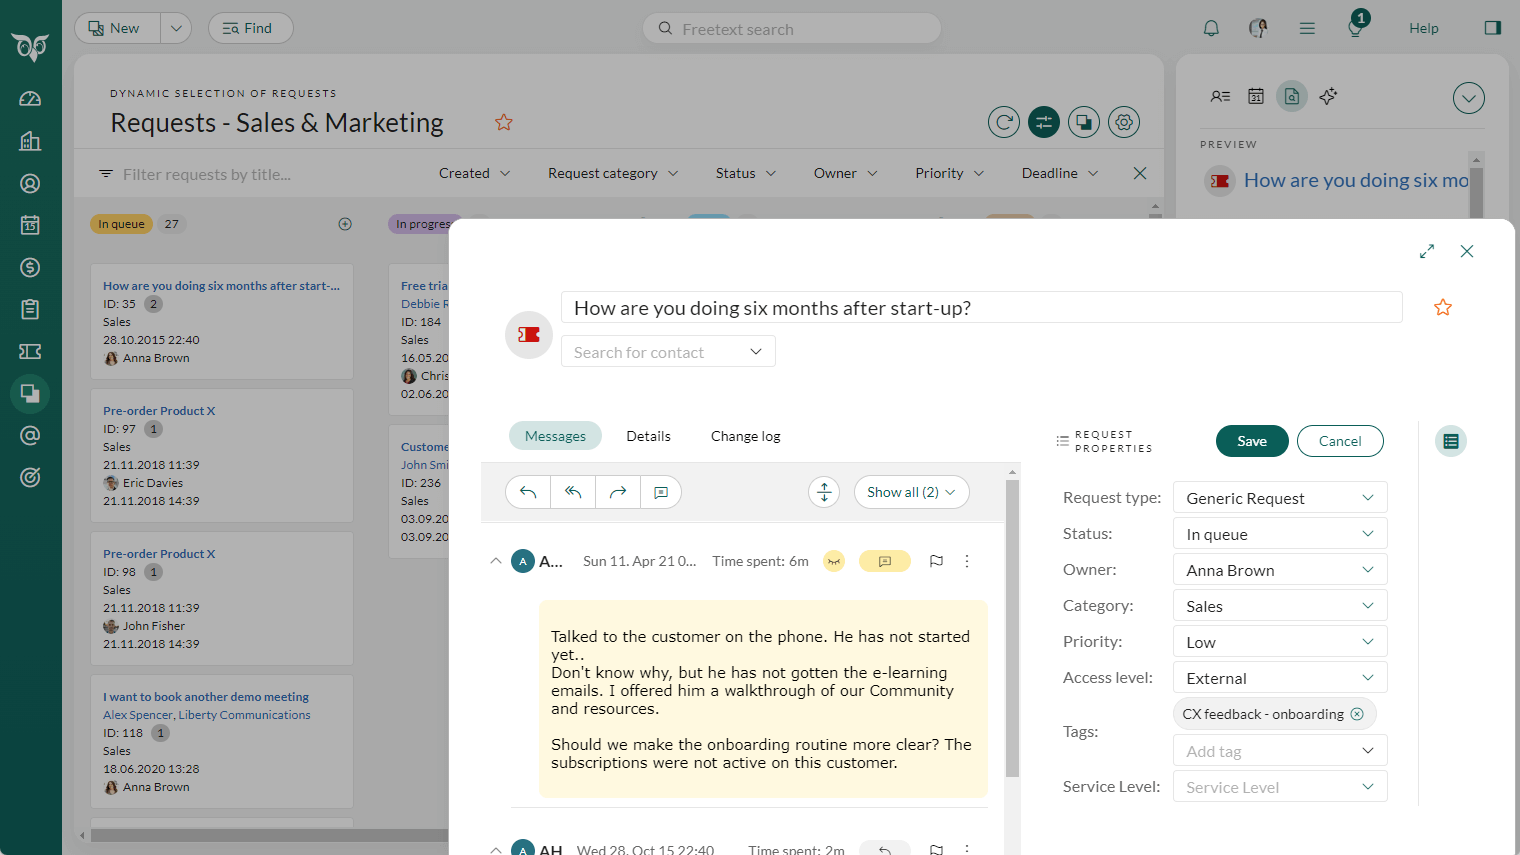 New
Find
Freetext search
1
Help
DYNAMIC SELECTION OF REQUESTS
Requests - Sales & Marketing
Filter requests by title...
Created
Request category
Status
Owner
Priority
Deadline
31
PREVIEW
How are you doing six mo
15
In queue
27
In progres
How are you doing six months after start-...
ID: 35
2
Sales
28.10.2015 22:40
Anna Brown
Pre-order Product X
ID: 97
1
Sales
21.11.2018 11:39
Eric Davies
21.11.2018 14:39
Pre-order Product X
ID: 98
1
Sales
21.11.2018 11:39
John Fisher
21.11.2018 14:39
I want to book another demo meeting
Alex Spencer, Liberty Communications
ID: 118
1
Sales
18.06.2020 13:28
Anna Brown
Free tria
Debbie R
ID: 184
Sales
16.05.20
Chris
02.06.20
Custome
John Smi
ID: 236
Sales
03.09.20
03.09.20
How are you doing six months after start-up?
Search for contact
Messages
Details
Change log
Show all (2)
A
A...
Sun 11. Apr 21 0...
Time spent: 6m
Talked to the customer on the phone. He has not started
yet..
Don't know why, but he has not gotten the e-learning
emails. I offered him a walkthrough of our Community
and resources.
Should we make the onboarding routine more clear? The
subscriptions were not active on this customer.
A
AH
Wed 28. Oct 15 22:40
Time spent: 2m
REQUEST
PROPERTIES
Save
Cancel
Request type:
Generic Request
Status:
In queue
Owner:
Anna Brown
Category:
Sales
Priority:
Low
Access level:
External
Tags:
CX feedback - onboarding
Add tag
Service Level:
Service Level